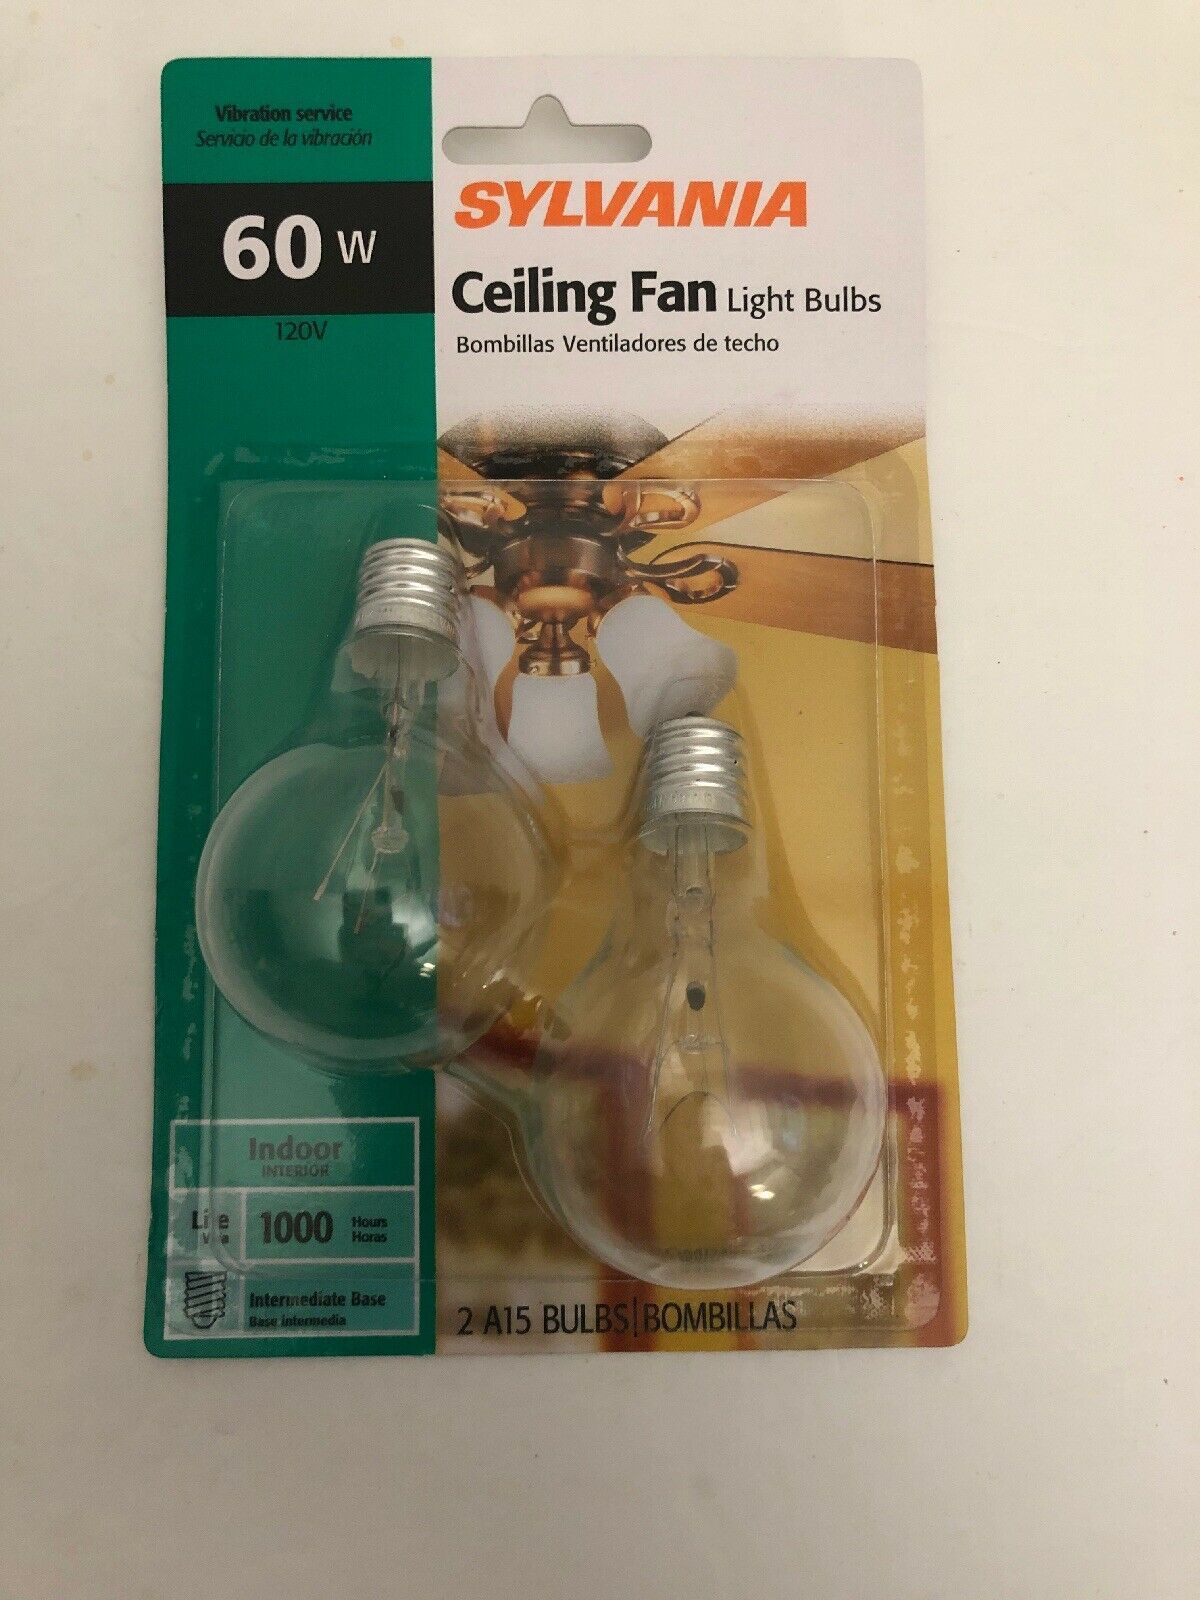 Vibration service
Servicio de la vibración
60 W
120V
SYLVANIA
Ceiling Fan Light Bulbs
Bombillas Ventiladores de techo
Indoor
INTERIOR
Life
Vida
1000
Hours
Horas
Intermediate Base
Base intermedia
2 A15 BULBS|BOMBILLAS